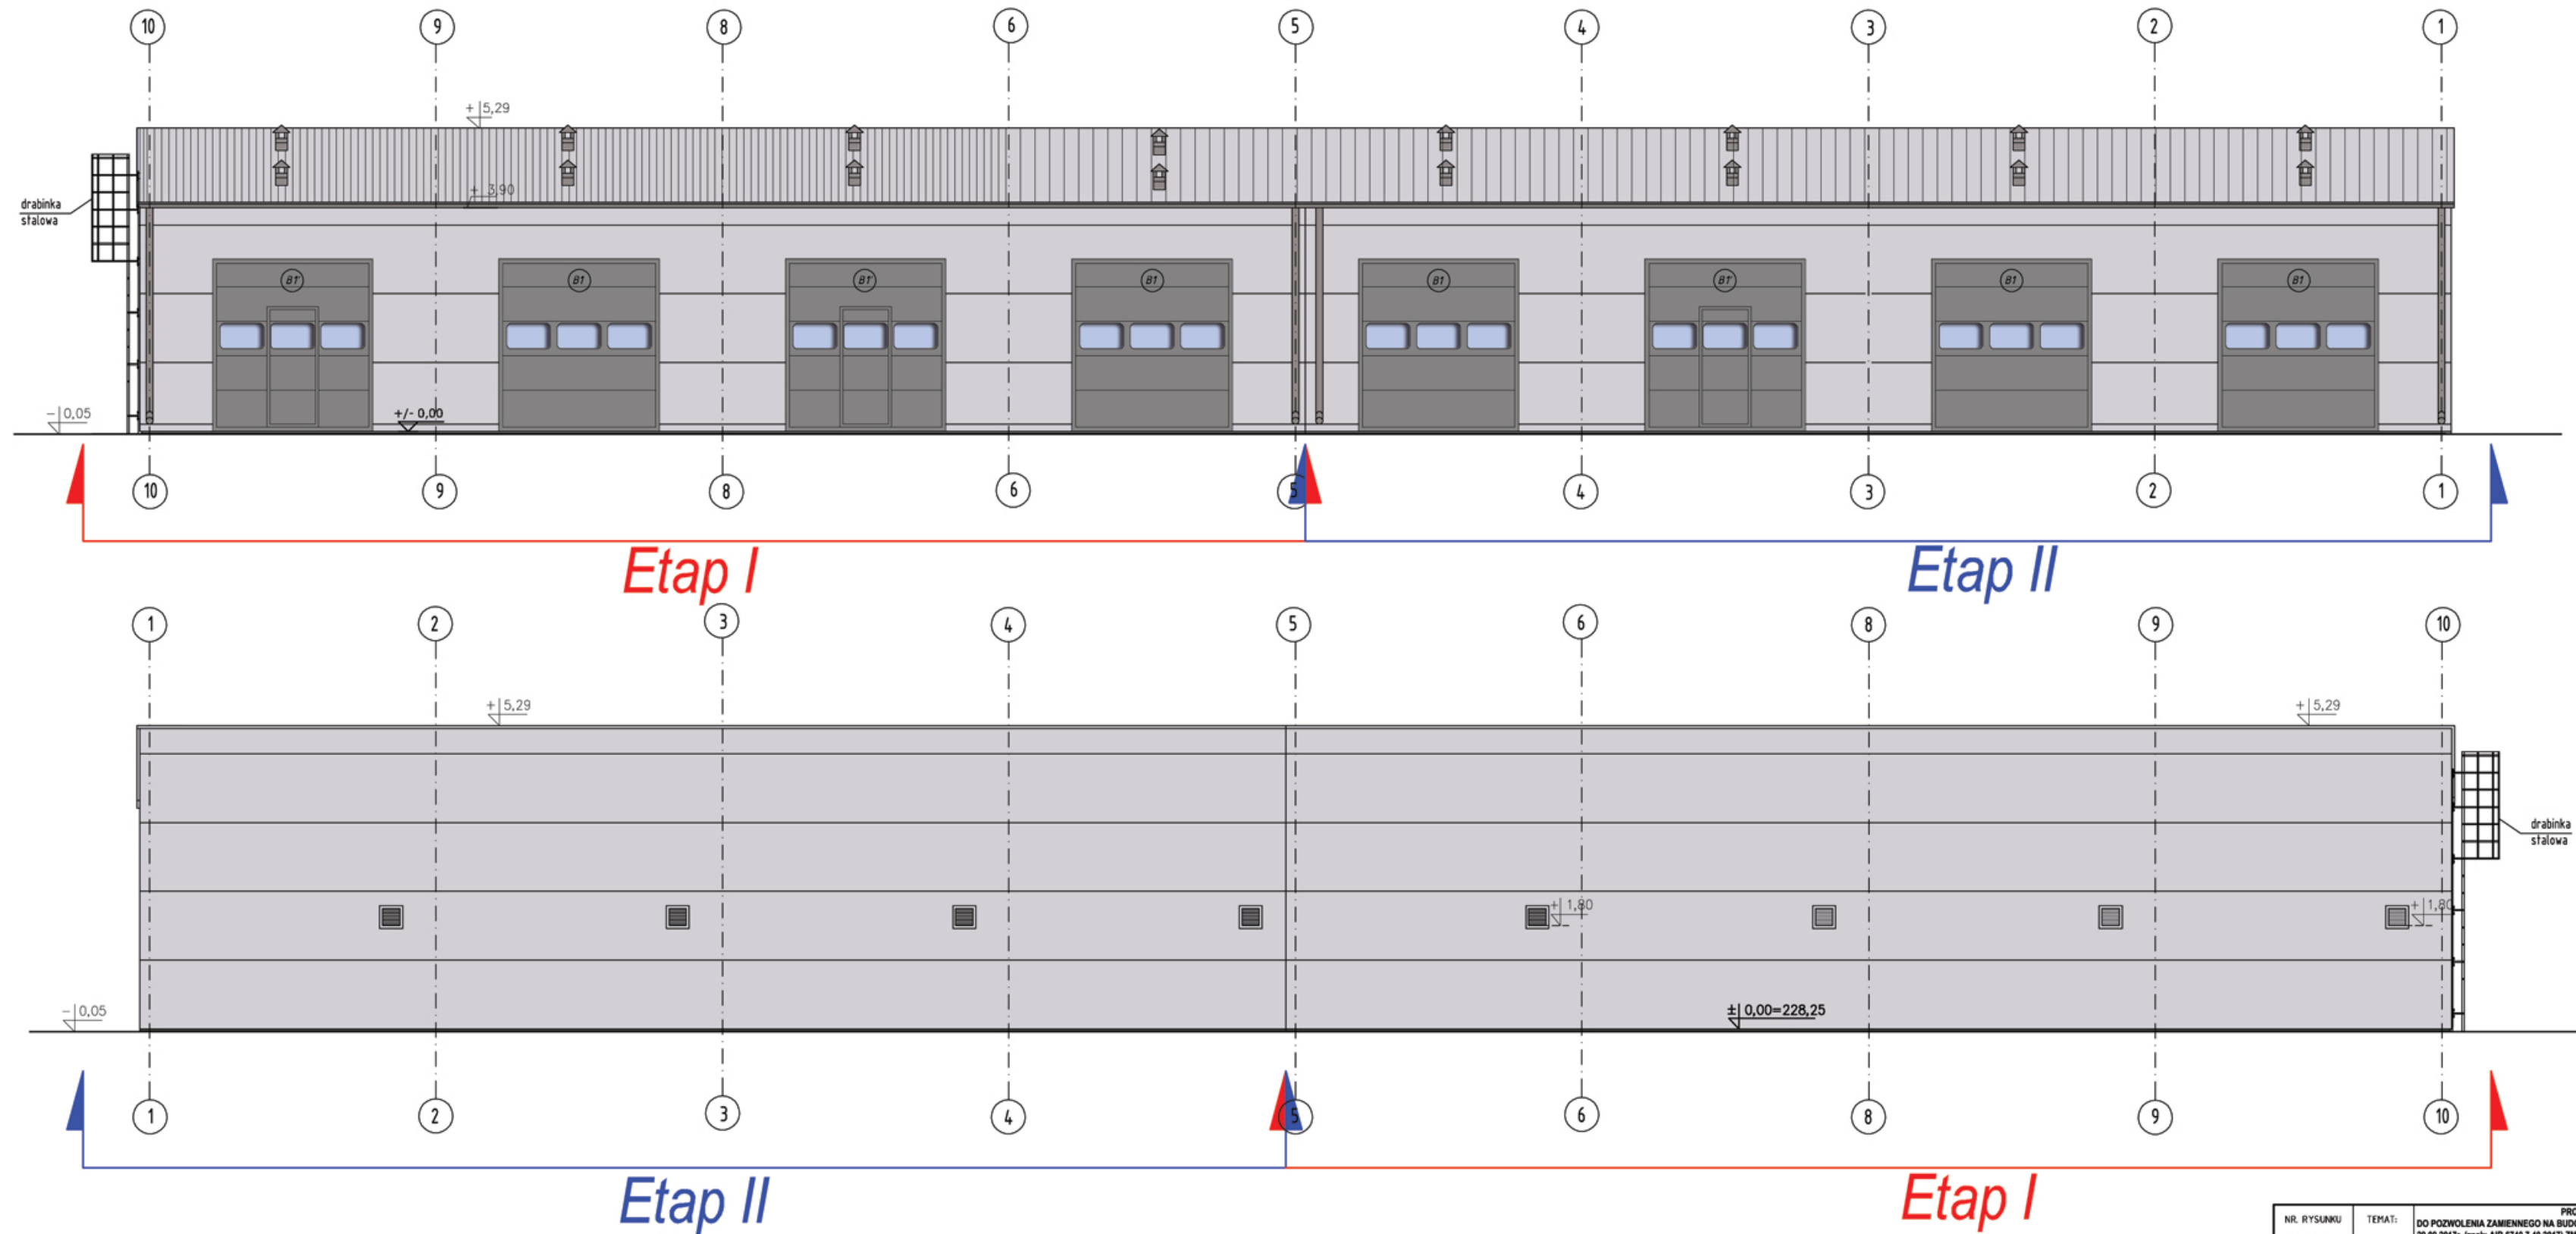 10 9 8 6 5 4 3 2 1
+ 5,29
+ 3,90
drabinka
stalowa
B1' B1 B1' B1 B1 B1' B1 B1
- 0,05
+/- 0,00
10 9 8 6 5 4 3 2 1
Etap I
Etap II
1 2 3 4 5 6 8 9 10
+ 5,29
+ 5,29
drabinka
stalowa
+ 1,80
+ 1,80
- 0,05
± 0,00=228,25
1 2 3 4 5 6 8 9 10
Etap II
Etap I
NR. RYSUNKU
TEMAT:
DO POZWOLENIA ZAMIENNEGO NA